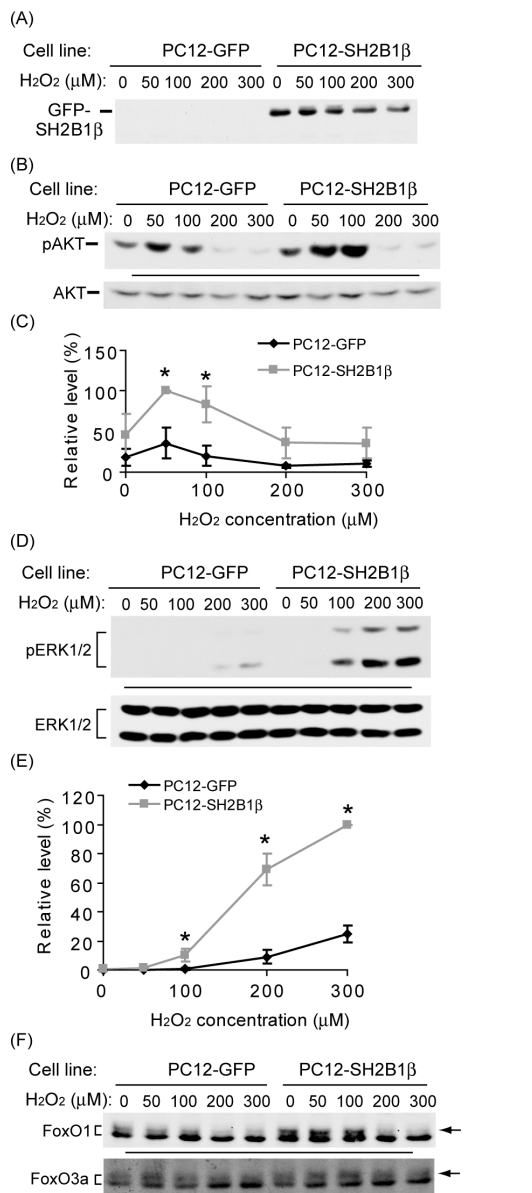 (A)
Cell line: PC12-GFP PC12-SH2B1β
H2O2 (μM): 0 50 100 200 300 0 50 100 200 300
GFP-
SH2B1β
(B)
Cell line: PC12-GFP PC12-SH2B1β
H2O2 (μM): 0 50 100 200 300 0 50 100 200 300
pAKT
AKT
(C)
PC12-GFP
PC12-SH2B1β
Relative level (%)
150
100
50
0
* *
0 100 200 300
H2O2 concentration (μM)
(D)
Cell line: PC12-GFP PC12-SH2B1β
H2O2 (μM): 0 50 100 200 300 0 50 100 200 300
pERK1/2
ERK1/2
(E)
PC12-GFP
PC12-SH2B1β
Relative level (%)
120
100
80
60
40
20
0
* * *
0 100 200 300
H2O2 concentration (μM)
(F)
Cell line: PC12-GFP PC12-SH2B1β
H2O2 (μM): 0 50 100 200 300 0 50 100 200 300
FoxO1
FoxO3a